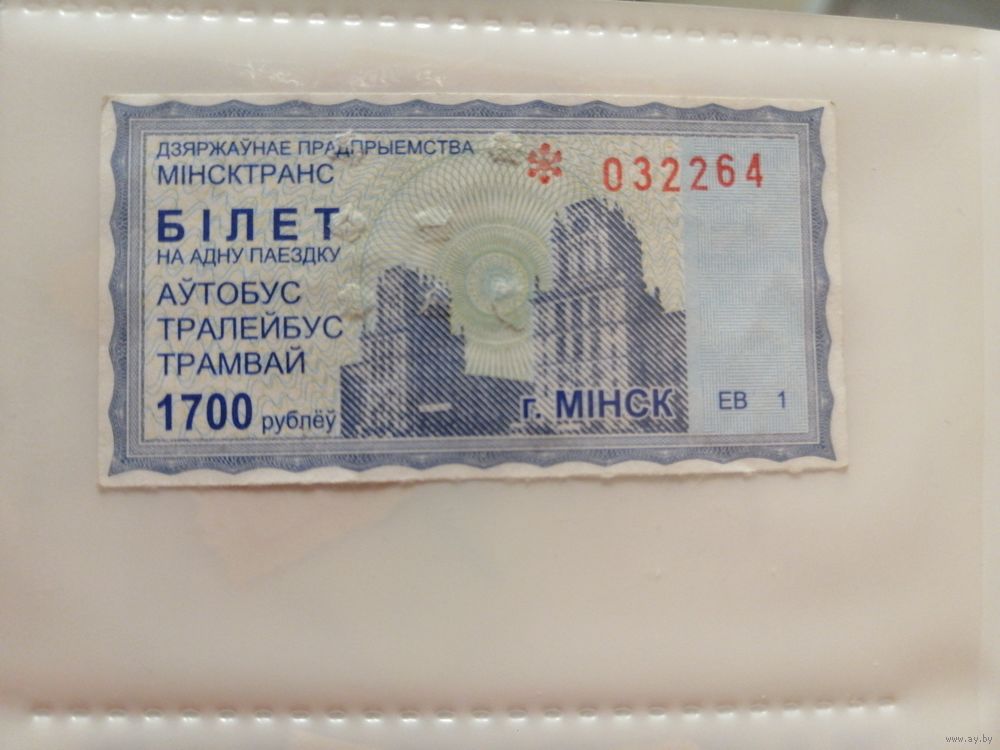 ДЗЯРЖАЎНАЕ ПРАДПРЫЕМСТВА
МІНСКТРАНС
032264
БІЛЕТ
НА АДНУ ПАЕЗДКУ
АЎТОБУС
ТРАЛЕЙБУС
ТРАМВАЙ
1700 рублёў
г. МІНСК
ЕВ 1
www.ay.by